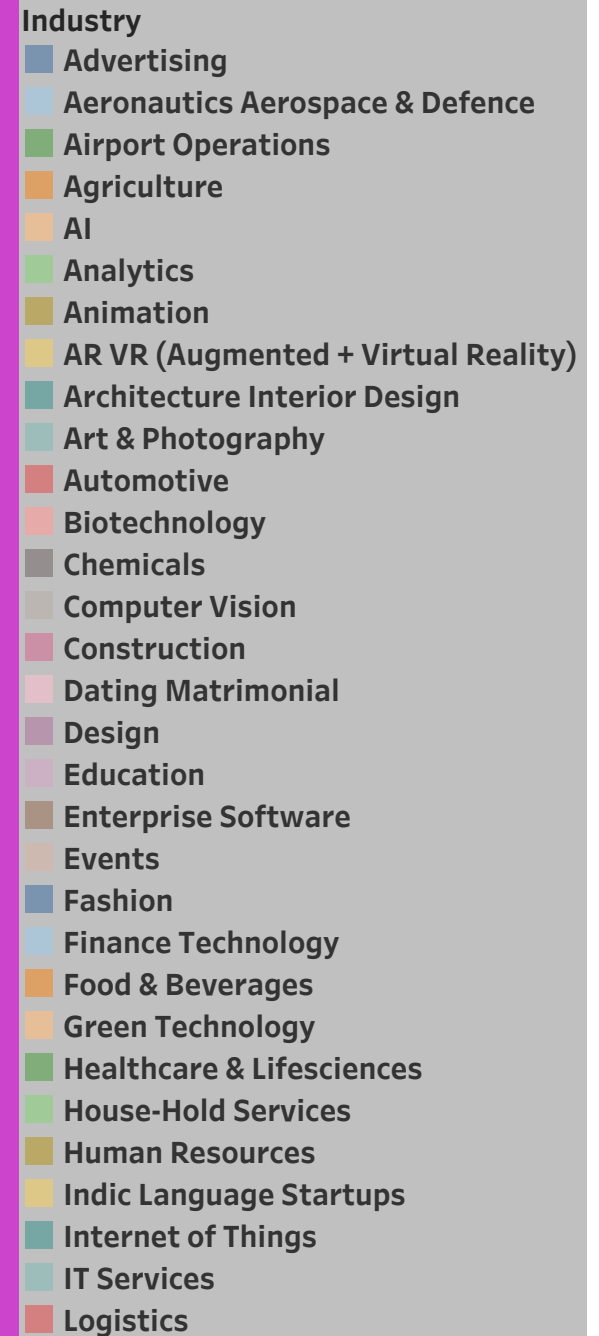 Industry
Advertising
Aeronautics Aerospace & Defence
Airport Operations
Agriculture
AI
Analytics
Animation
AR VR (Augmented + Virtual Reality)
Architecture Interior Design
Art & Photography
Automotive
Biotechnology
Chemicals
Computer Vision
Construction
Dating Matrimonial
Design
Education
Enterprise Software
Events
Fashion
Finance Technology
Food & Beverages
Green Technology
Healthcare & Lifesciences
House-Hold Services
Human Resources
Indic Language Startups
Internet of Things
IT Services
Logistics